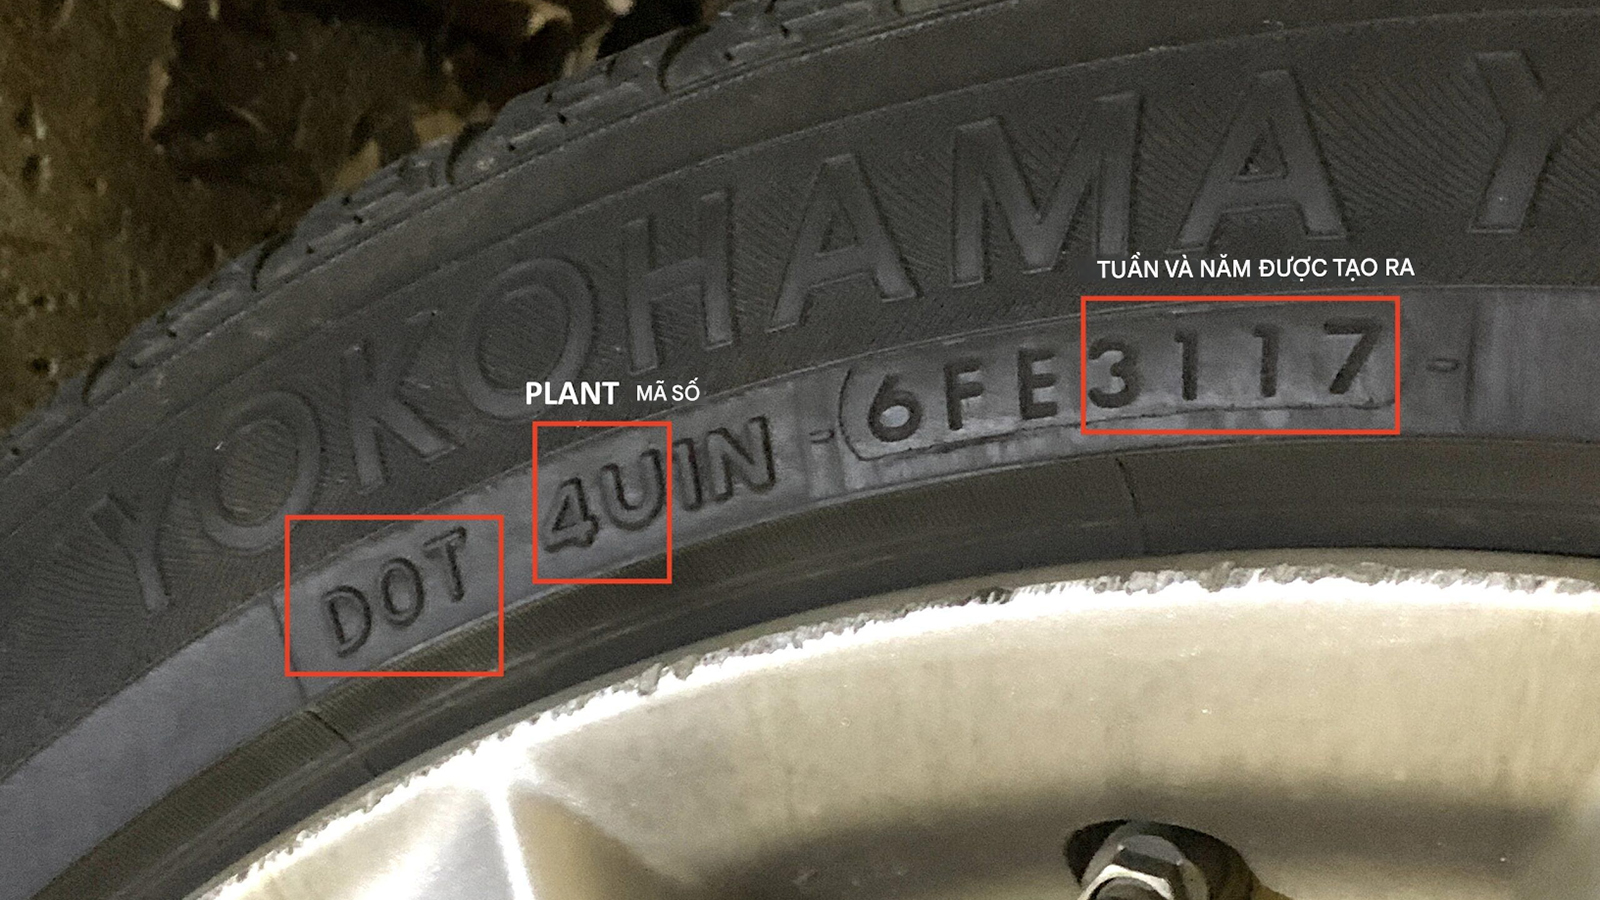 YOKOHAMA Y
TUẦN VÀ NĂM ĐƯỢC TẠO RA
PLANT MÃ SỐ
DOT 4UIN - 6FE3117 -